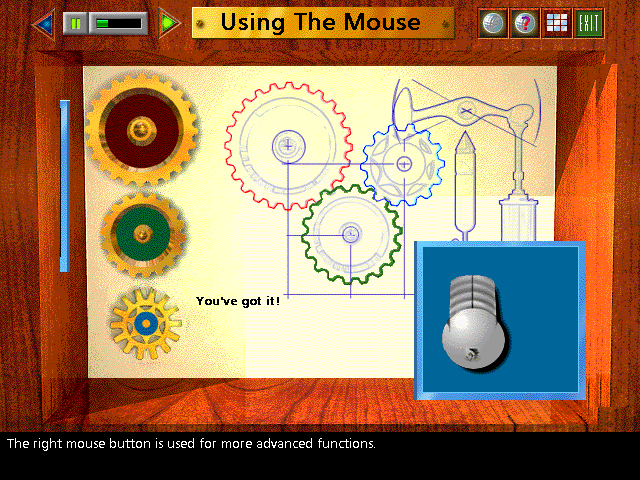 Using The Mouse
?
EXIT
You've got it!
The right mouse button is used for more advanced functions.